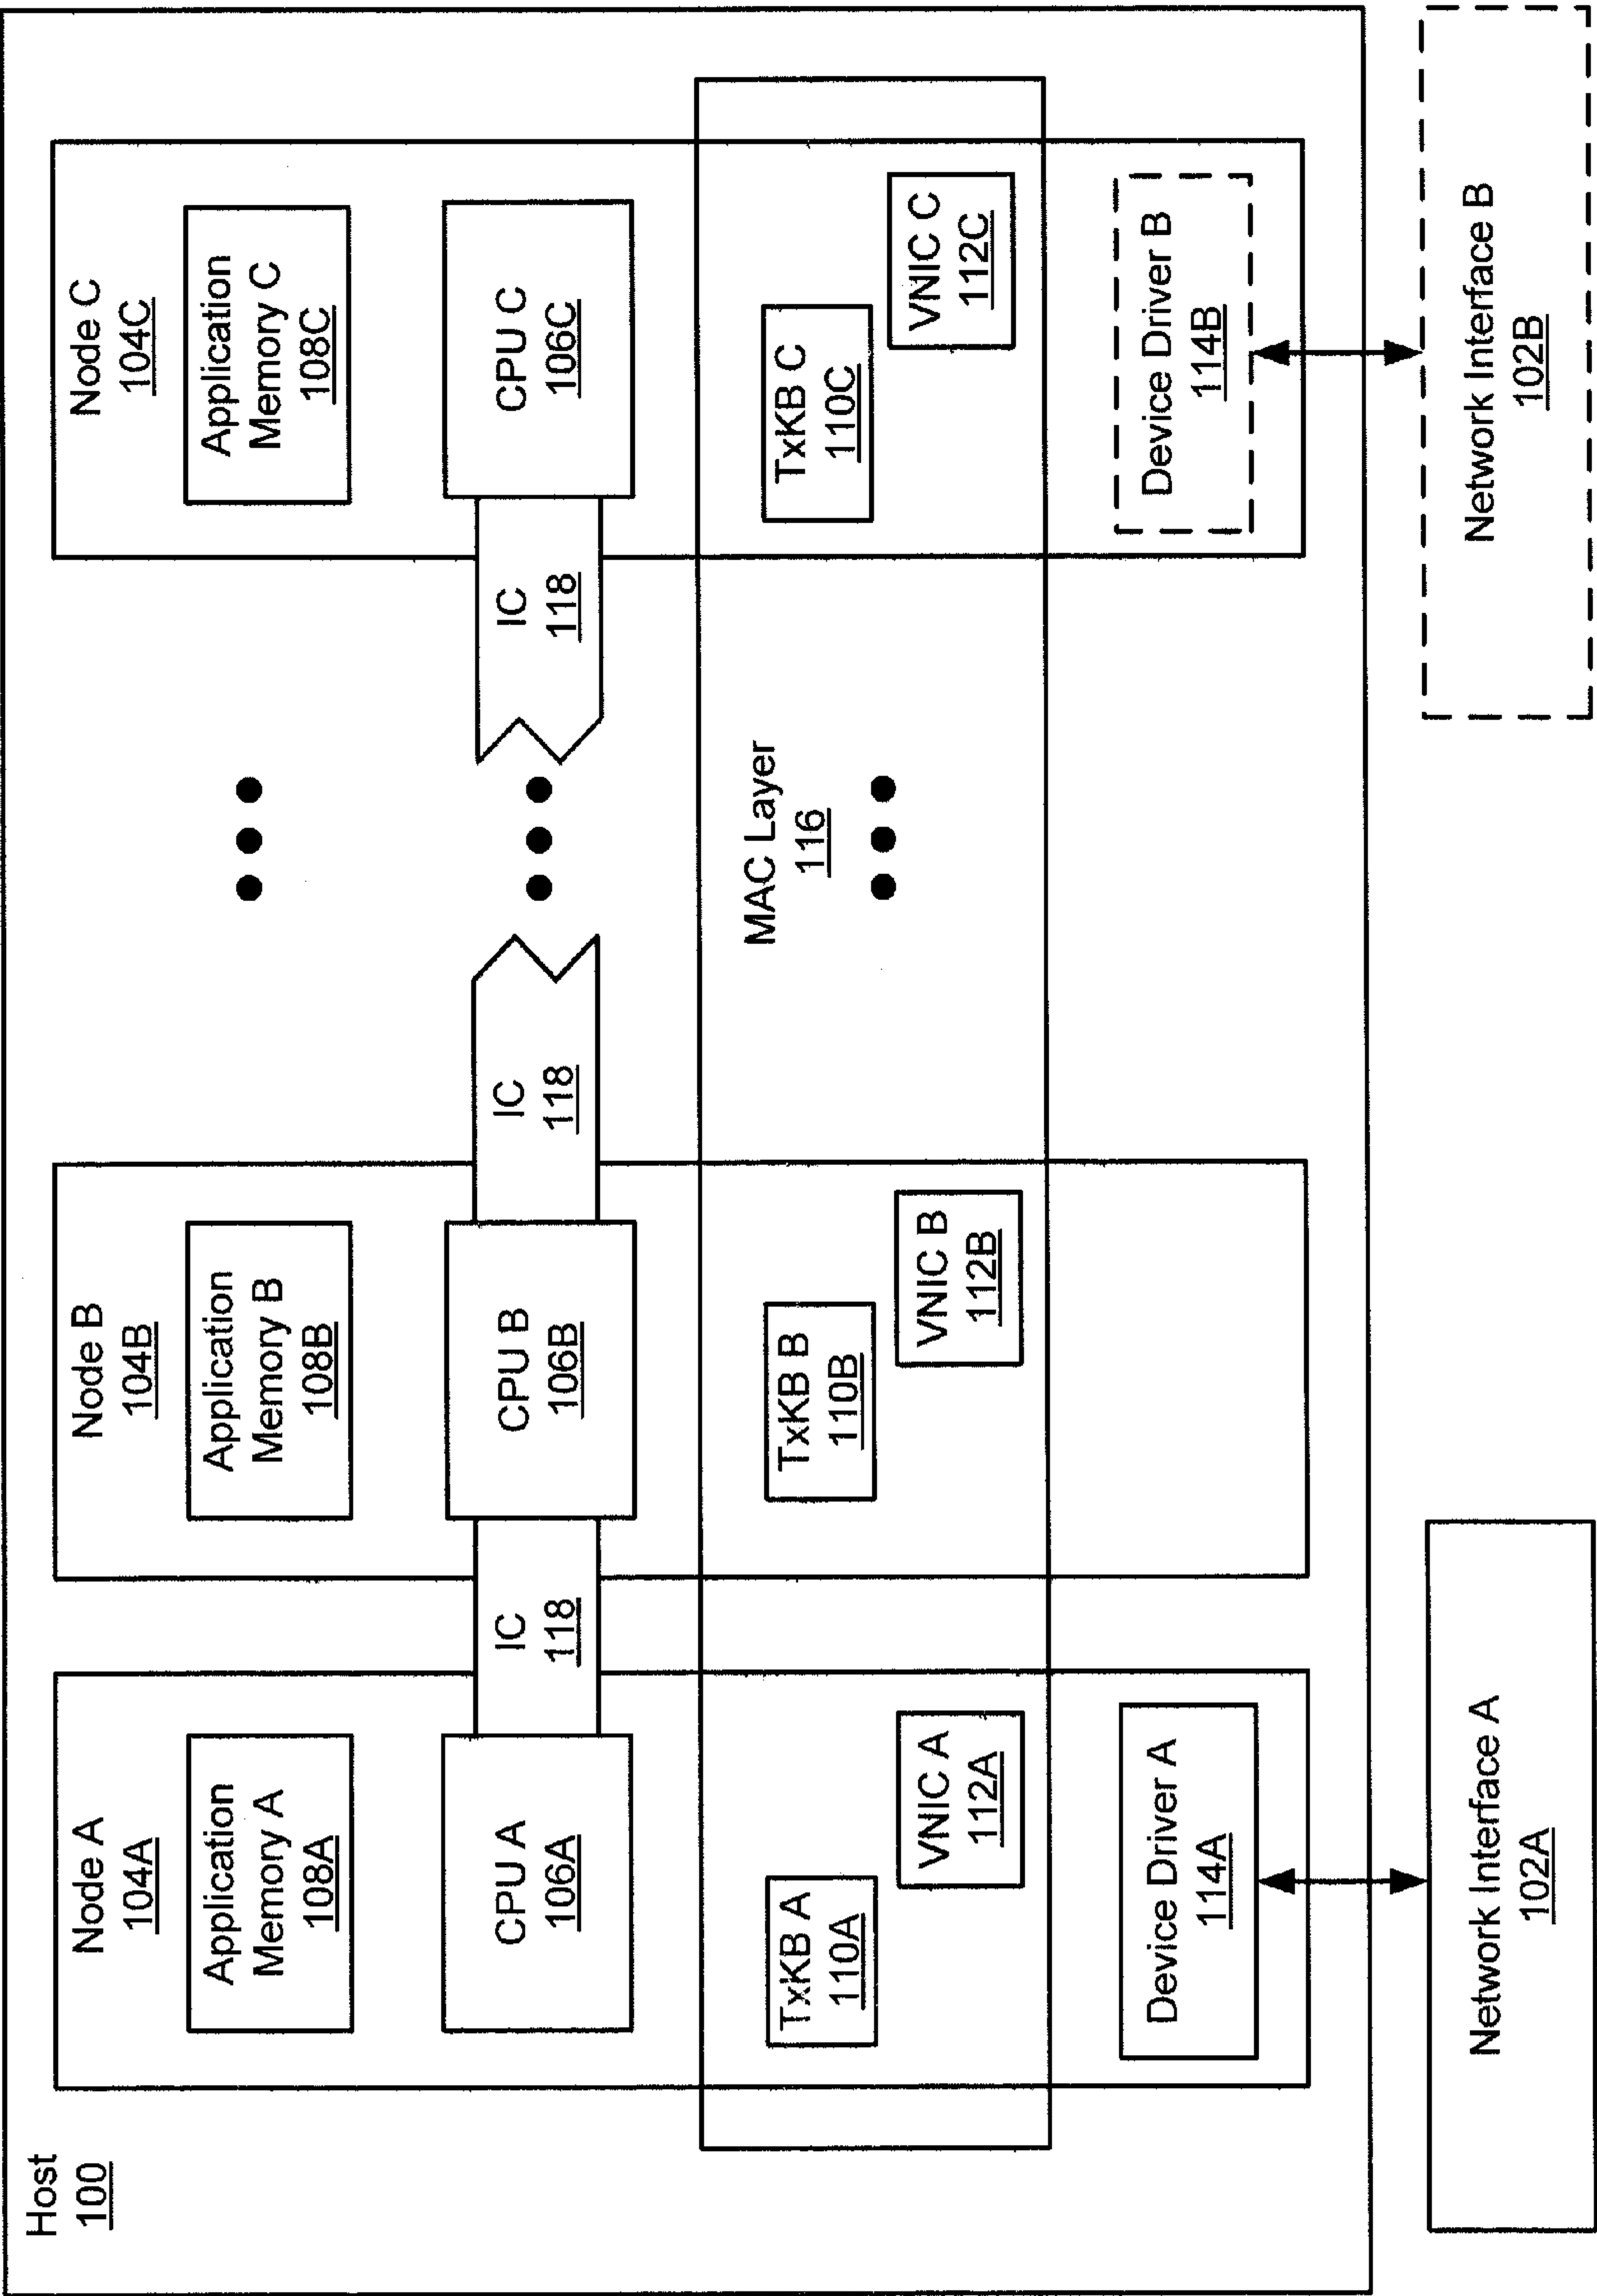 Host
100
Node A
104A
Application
Memory A
108A
CPU A
106A
TxKB A
110A
VNIC A
112A
Device Driver A
114A
IC
118
Node B
104B
Application
Memory B
108B
CPU B
106B
TxKB B
110B
VNIC B
112B
IC
118
MAC Layer
116
IC
118
Node C
104C
Application
Memory C
108C
CPU C
106C
TxKB C
110C
VNIC C
112C
Device Driver B
114B
Network Interface A
102A
Network Interface B
102B